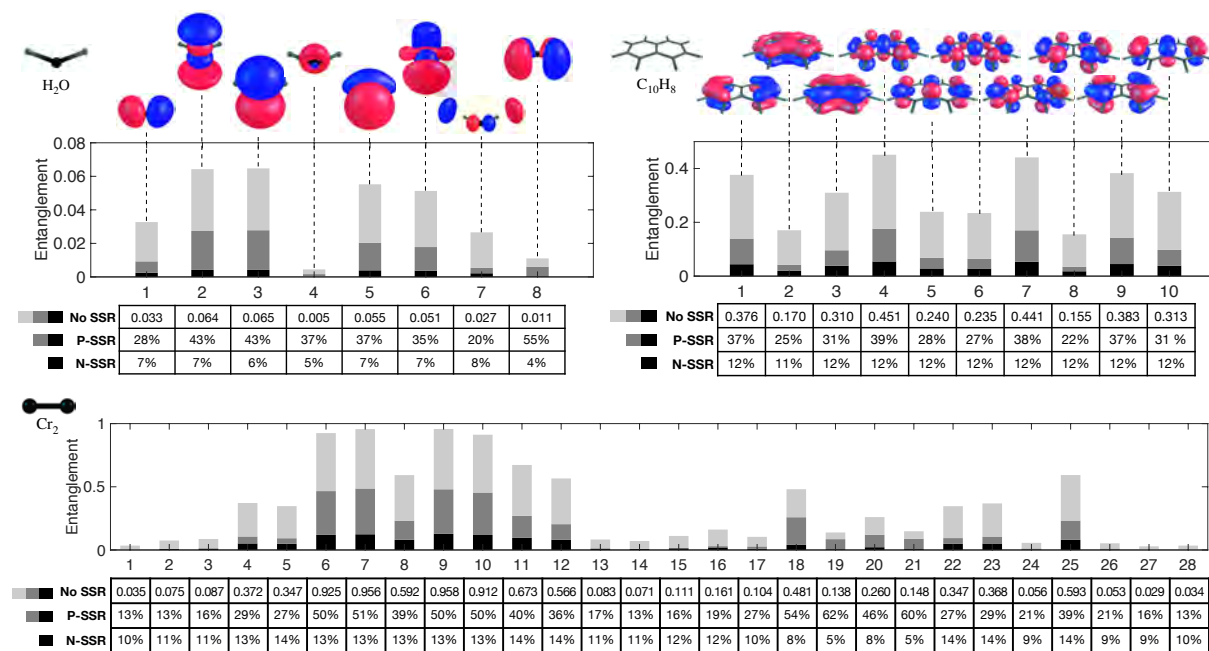 H2O
Entanglement
0.08
0.06
0.04
0.02
0
1 2 3 4 5 6 7 8
No SSR 0.033 0.064 0.065 0.005 0.055 0.051 0.027 0.011
P-SSR 28% 43% 43% 37% 37% 35% 20% 55%
N-SSR 7% 7% 6% 5% 7% 7% 8% 4%
C10H8
Entanglement
0.4
0.2
0
1 2 3 4 5 6 7 8 9 10
No SSR 0.376 0.170 0.310 0.451 0.240 0.235 0.441 0.155 0.383 0.313
P-SSR 37% 25% 31% 39% 28% 27% 38% 22% 37% 31 %
N-SSR 12% 11% 12% 12% 12% 12% 12% 12% 12% 12%
Cr2
Entanglement
1
0.5
0
1 2 3 4 5 6 7 8 9 10 11 12 13 14 15 16 17 18 19 20 21 22 23 24 25 26 27 28
No SSR 0.035 0.075 0.087 0.372 0.347 0.925 0.956 0.592 0.958 0.912 0.673 0.566 0.083 0.071 0.111 0.161 0.104 0.481 0.138 0.260 0.148 0.347 0.368 0.056 0.593 0.053 0.029 0.034
P-SSR 13% 13% 16% 29% 27% 50% 51% 39% 50% 50% 40% 36% 17% 13% 16% 19% 27% 54% 62% 46% 60% 27% 29% 21% 39% 21% 16% 13%
N-SSR 10% 11% 11% 13% 14% 13% 13% 13% 13% 13% 14% 14% 11% 11% 12% 12% 10% 8% 5% 8% 5% 14% 14% 9% 14% 9% 9% 10%